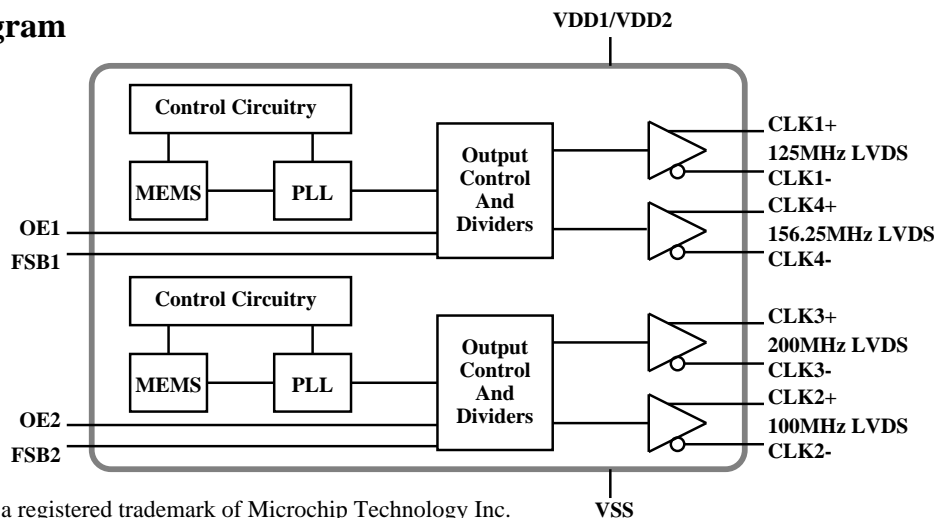 gram
VDD1/VDD2
Control Circuitry
MEMS
PLL
Output
Control
And
Dividers
CLK1+
125MHz LVDS
CLK1-
CLK4+
156.25MHz LVDS
CLK4-
OE1
FSB1
Control Circuitry
MEMS
PLL
Output
Control
And
Dividers
CLK3+
200MHz LVDS
CLK3-
CLK2+
100MHz LVDS
CLK2-
OE2
FSB2
VSS
a registered trademark of Microchip Technology Inc.